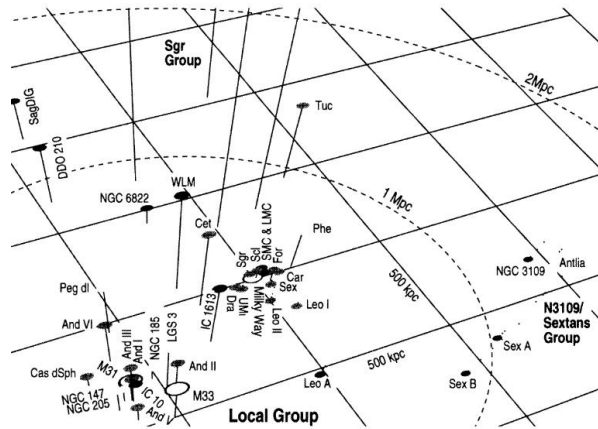 Sgr
Group
2Mpc
SagDIG
DDO 210
Tuc
WLM
NGC 6822
Cet
1 Mpc
Phe
Sgr
Scl
SMC & LMC
For
Antlia
NGC 3109
Car
Sex
500 kpc
Peg dI
IC 1613
Dra
UMi
Milky Way
Leo II
Leo I
N3109/
Sextans
Group
And VI
And III
And I
NGC 185
LGS 3
And II
500 kpc
Sex A
M31
Cas dSph
NGC 147
NGC 205
IC 10
M33
And V
Leo A
Sex B
Local Group